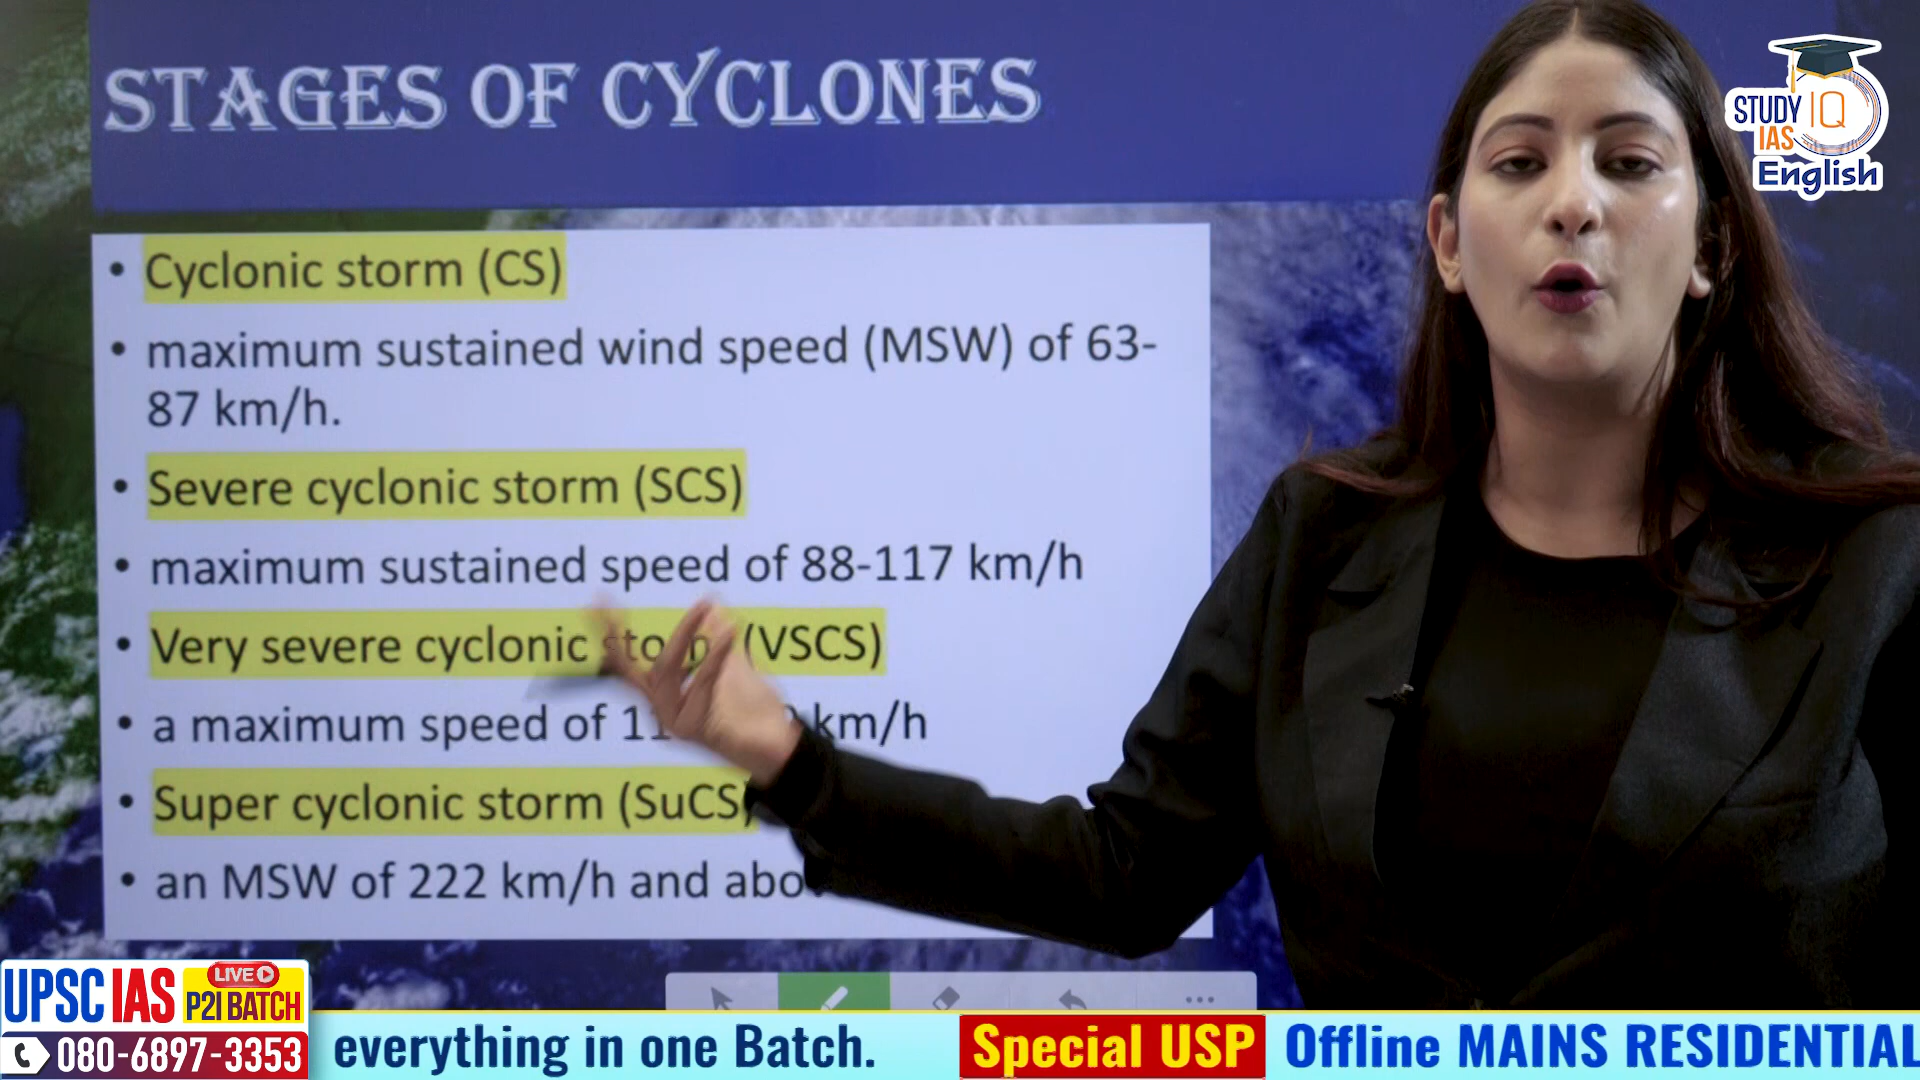 STAGES OF CYCLONES
STUDY IQ
IAS
English
• Cyclonic storm (CS)
• maximum sustained wind speed (MSW) of 63-
87 km/h.
• Severe cyclonic storm (SCS)
• maximum sustained speed of 88-117 km/h
• Very severe cyclonic storm (VSCS)
• a maximum speed of km/h
• Super cyclonic storm (SuCS)
• an MSW of 222 km/h and
UPSC IAS LIVE
P2I BATCH
080-6897-3353
everything in one Batch. Special USP Offline MAINS RESIDENTIAL